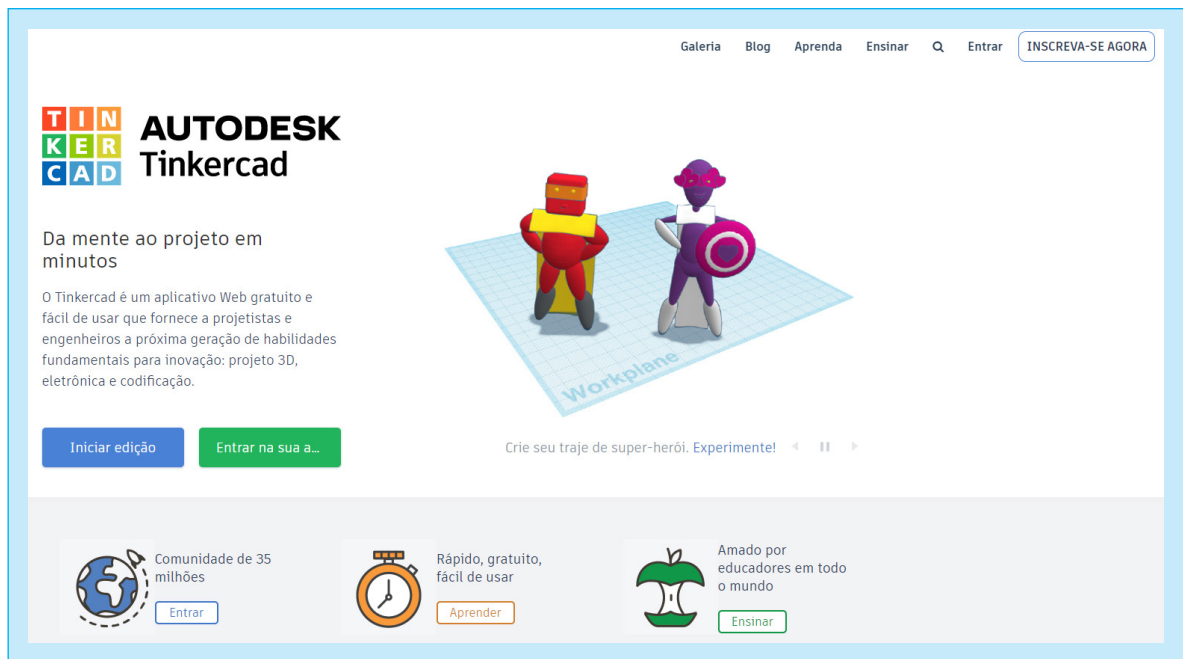 Galeria Blog Aprenda Ensinar Entrar INSCREVA-SE AGORA
TIN
KER
CAD
AUTODESK
Tinkercad
Da mente ao projeto em
minutos
O Tinkercad é um aplicativo Web gratuito e
fácil de usar que fornece a projetistas e
engenheiros a próxima geração de habilidades
fundamentais para inovação: projeto 3D,
eletrônica e codificação.
Iniciar edição
Entrar na sua a...
Workplane
Crie seu traje de super-herói. Experimente!
Comunidade de 35
milhões
Entrar
Rápido, gratuito,
fácil de usar
Aprender
Amado por
educadores em todo
o mundo
Ensinar